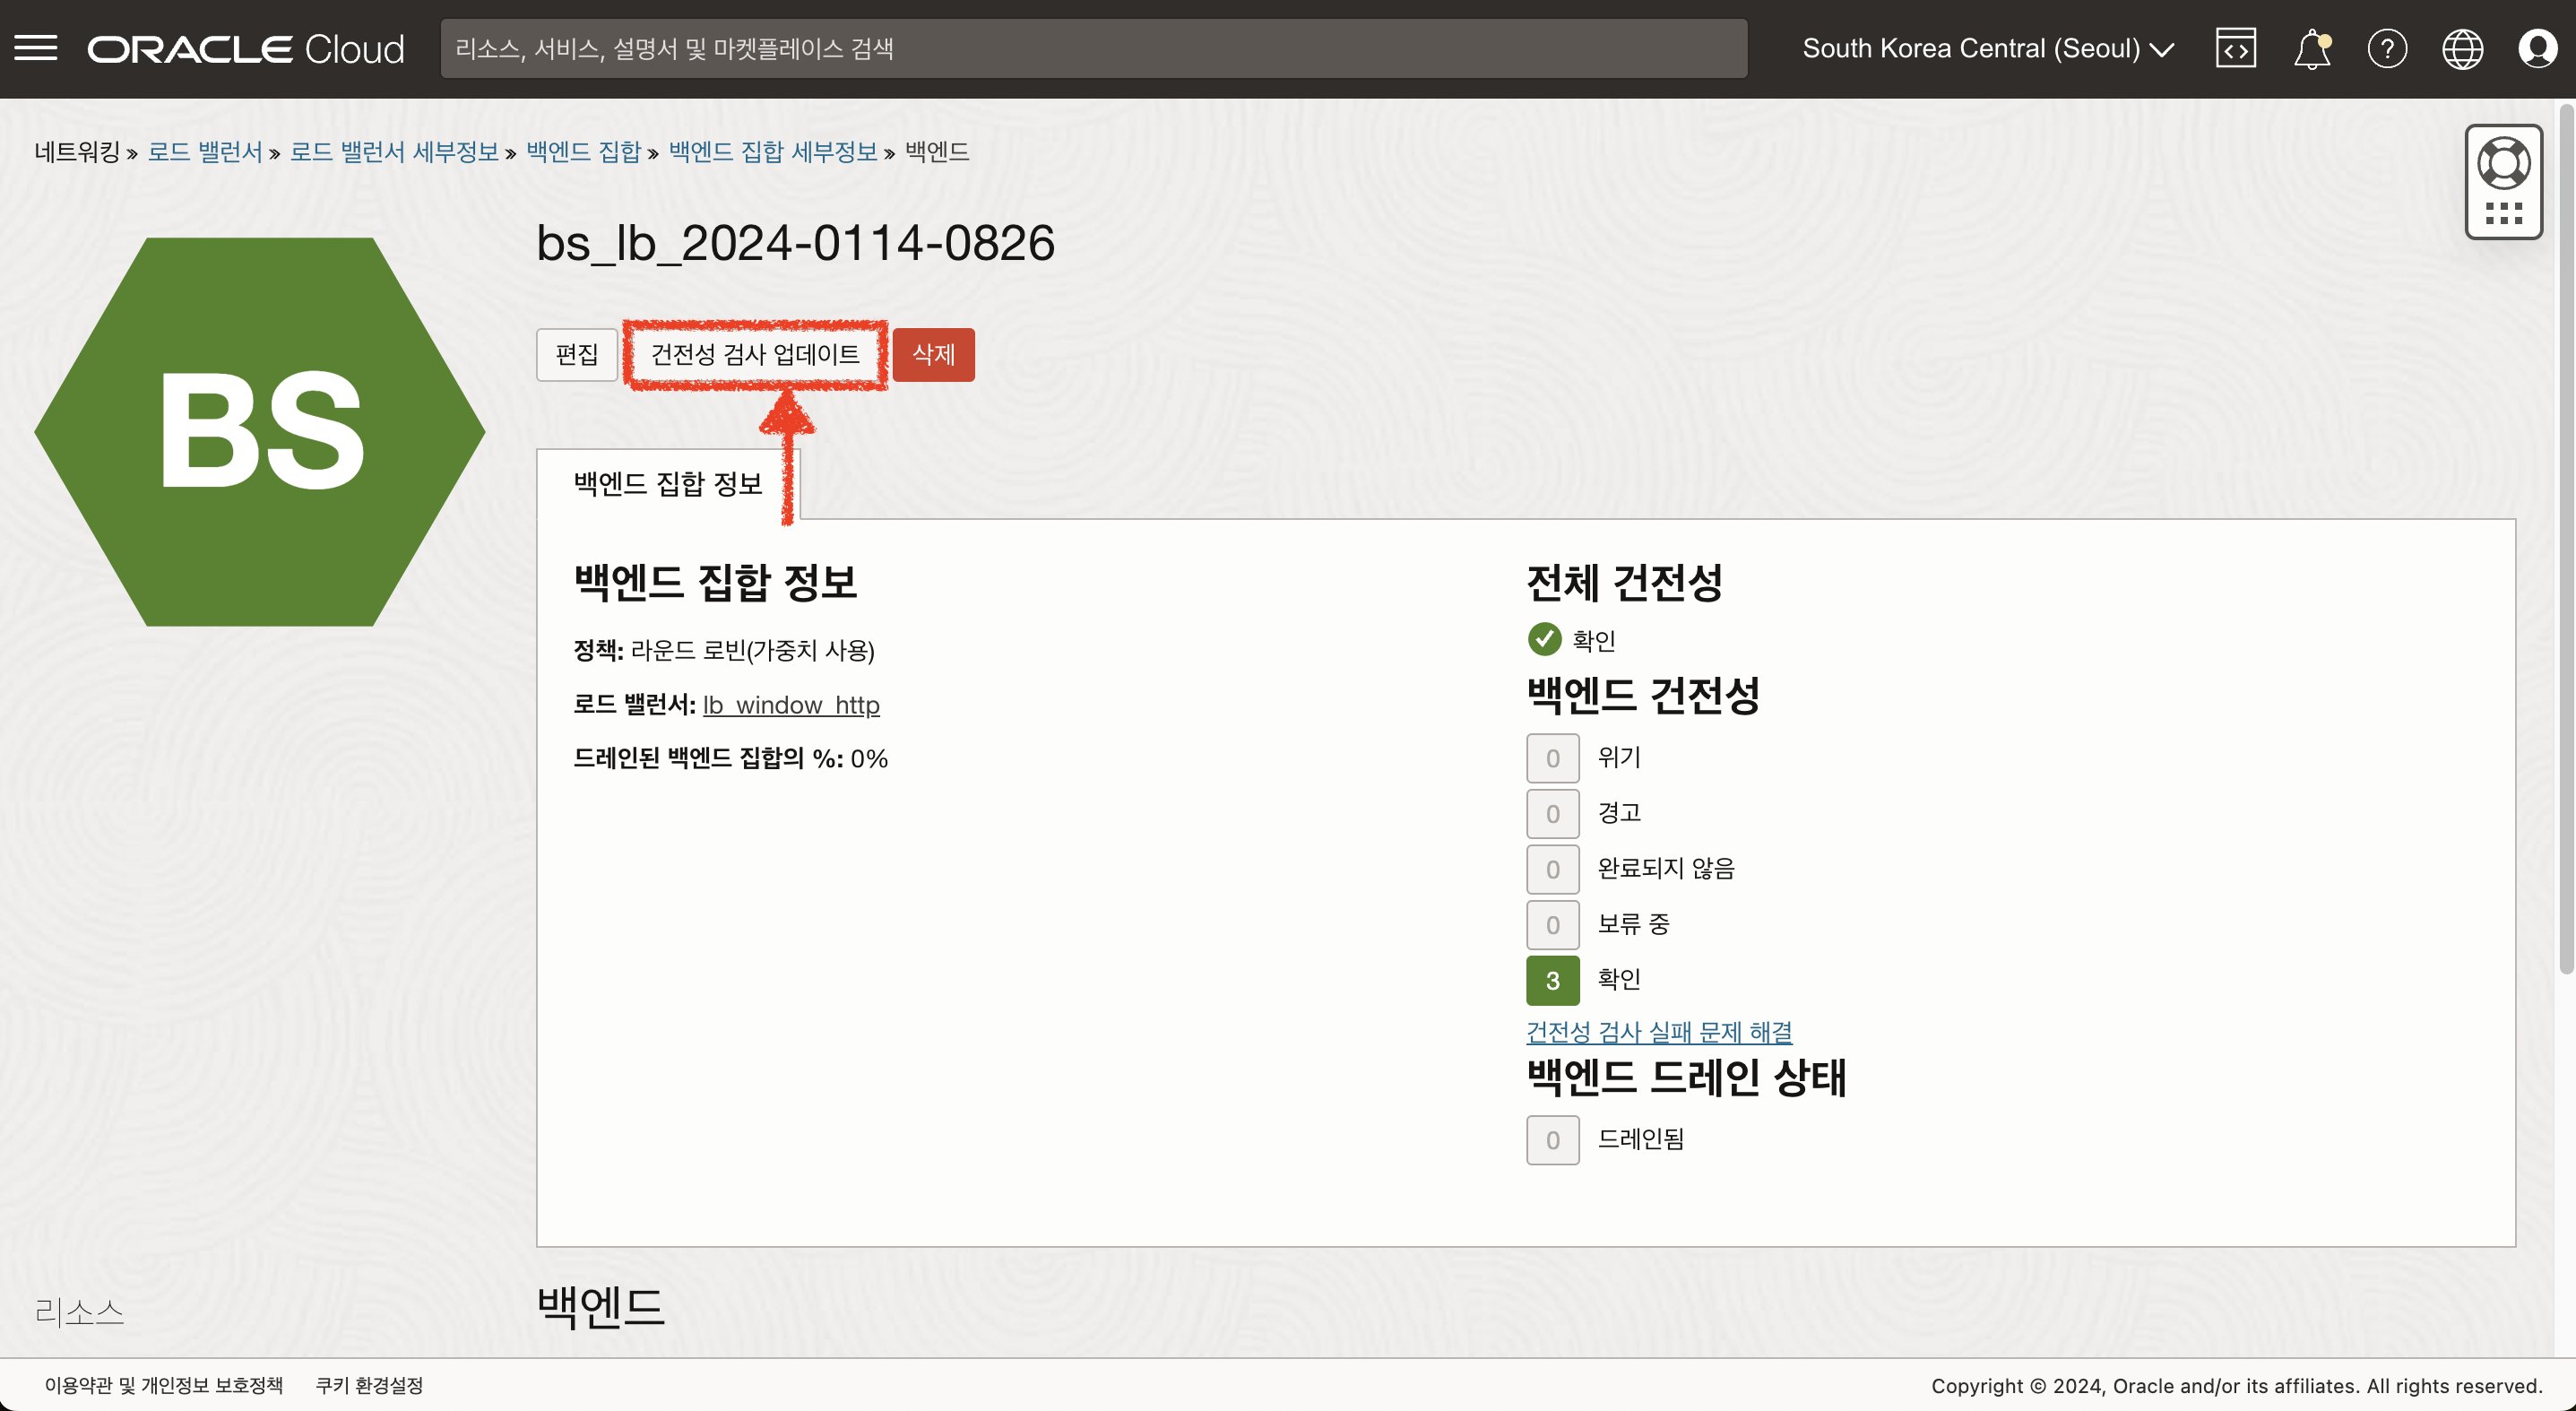 ORACLE Cloud
리소스, 서비스, 설명서 및 마켓플레이스 검색
South Korea Central (Seoul)
네트워킹 » 로드 밸런서 » 로드 밸런서 세부정보 » 백엔드 집합 » 백엔드 집합 세부정보 » 백엔드
BS
bs_lb_2024-0114-0826
편집 건전성 검사 업데이트 삭제
백엔드 집합 정보
백엔드 집합 정보
정책: 라운드 로빈(가중치 사용)
로드 밸런서: lb_window_http
드레인된 백엔드 집합의 %: 0%
전체 건전성
확인
백엔드 건전성
0 위기
0 경고
0 완료되지 않음
0 보류 중
3 확인
건전성 검사 실패 문제 해결
백엔드 드레인 상태
0 드레인됨
리소스
백엔드
이용약관 및 개인정보 보호정책 쿠키 환경설정
Copyright © 2024, Oracle and/or its affiliates. All rights reserved.